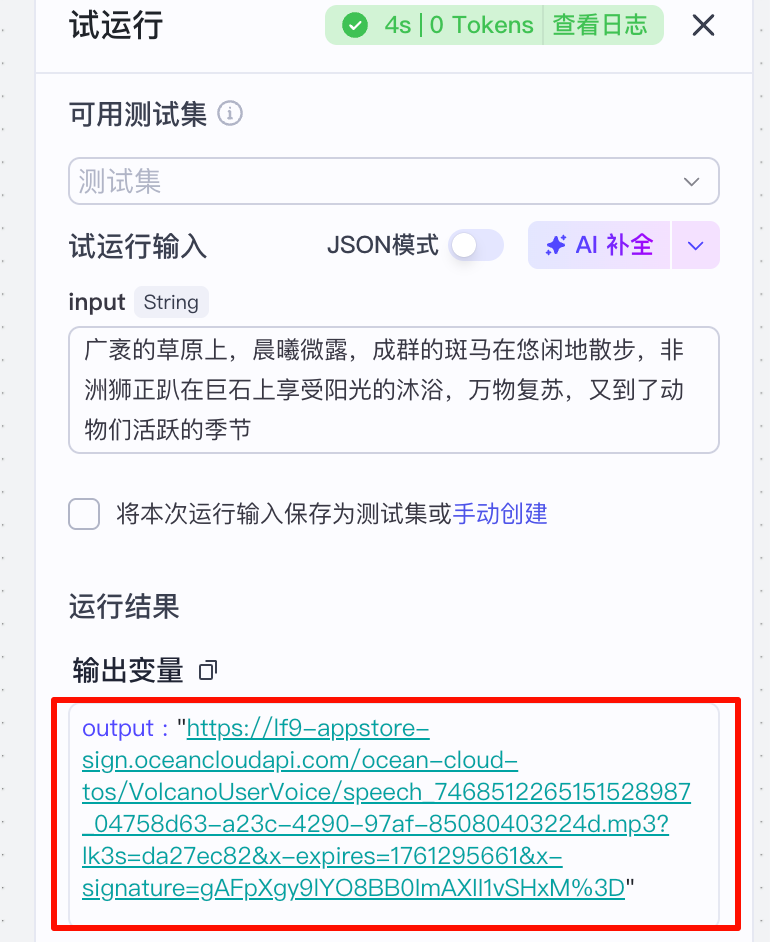 试运行
4s | 0 Tokens 查看日志
可用测试集
测试集
试运行输入 JSON模式 AI 补全
input String
广袤的草原上，晨曦微露，成群的斑马在悠闲地散步，非
洲狮正趴在巨石上享受阳光的沐浴，万物复苏，又到了动
物们活跃的季节
将本次运行输入保存为测试集或手动创建
运行结果
输出变量
output : "https://lf9-appstore-
sign.oceancloudapi.com/ocean-cloud-
tos/VolcanoUserVoice/speech_7468512265151528987
_04758d63-a23c-4290-97af-85080403224d.mp3?
lk3s=da27ec82&x-expires=1761295661&x-
signature=gAFpXgy9lYO8BB0lmAXIl1vSHxM%3D"